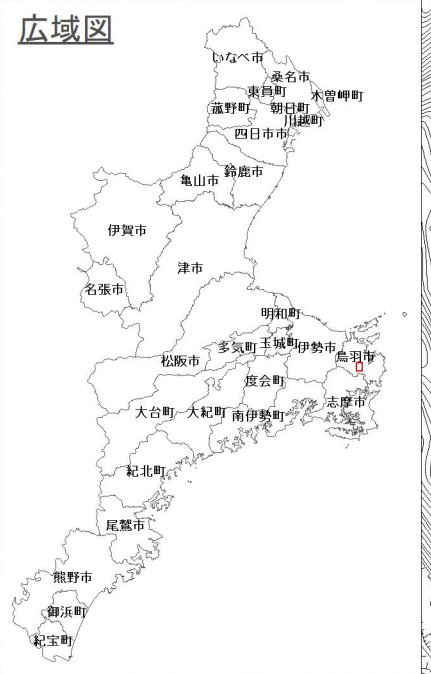 広域図
いなべ市
桑名市
東員町
木曽岬町
菰野町
朝日町
川越町
四日市市
鈴鹿市
亀山市
伊賀市
津市
名張市
明和町
多気町
玉城町
伊勢市
鳥羽市
松阪市
度会町
志摩市
大台町
大紀町
南伊勢町
紀北町
尾鷲市
熊野市
御浜町
紀宝町